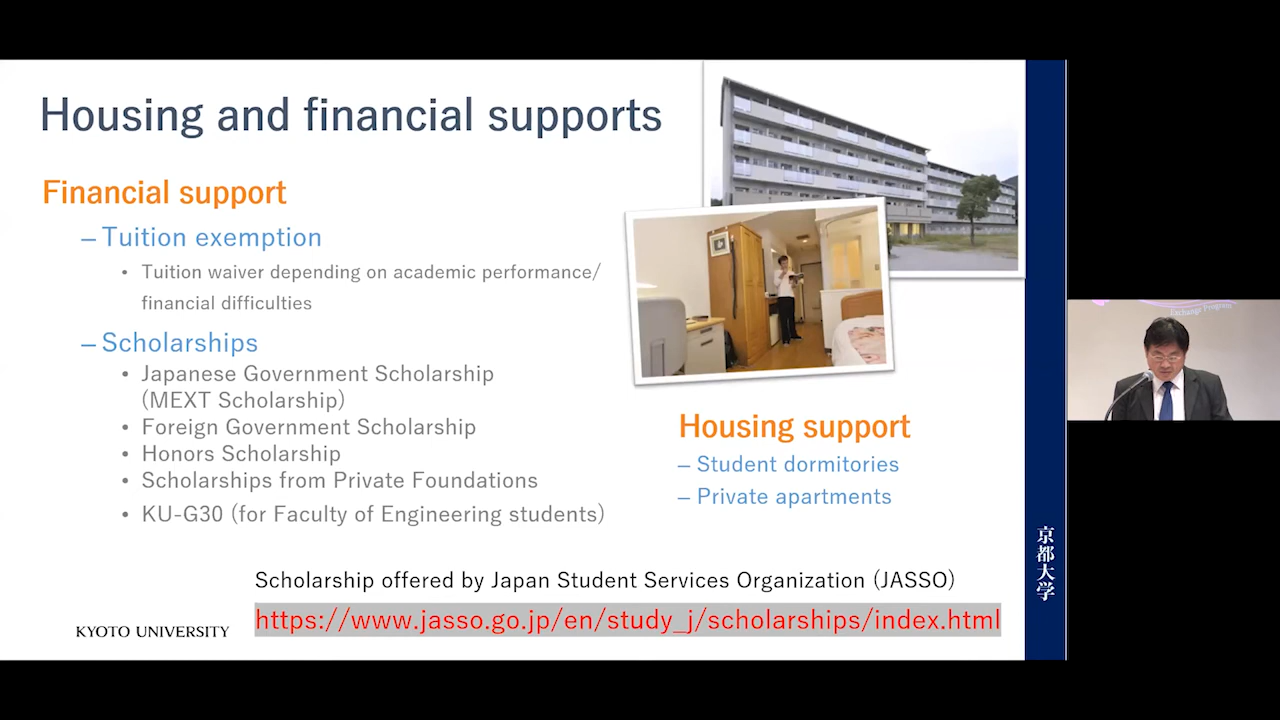 Housing and financial supports
Financial support
– Tuition exemption
• Tuition waiver depending on academic performance/
financial difficulties
– Scholarships
• Japanese Government Scholarship
(MEXT Scholarship)
• Foreign Government Scholarship
• Honors Scholarship
• Scholarships from Private Foundations
• KU-G30 (for Faculty of Engineering students)
Housing support
– Student dormitories
– Private apartments
Scholarship offered by Japan Student Services Organization (JASSO)
https://www.jasso.go.jp/en/study_j/scholarships/index.html
KYOTO UNIVERSITY
京都大学
Exchange Program